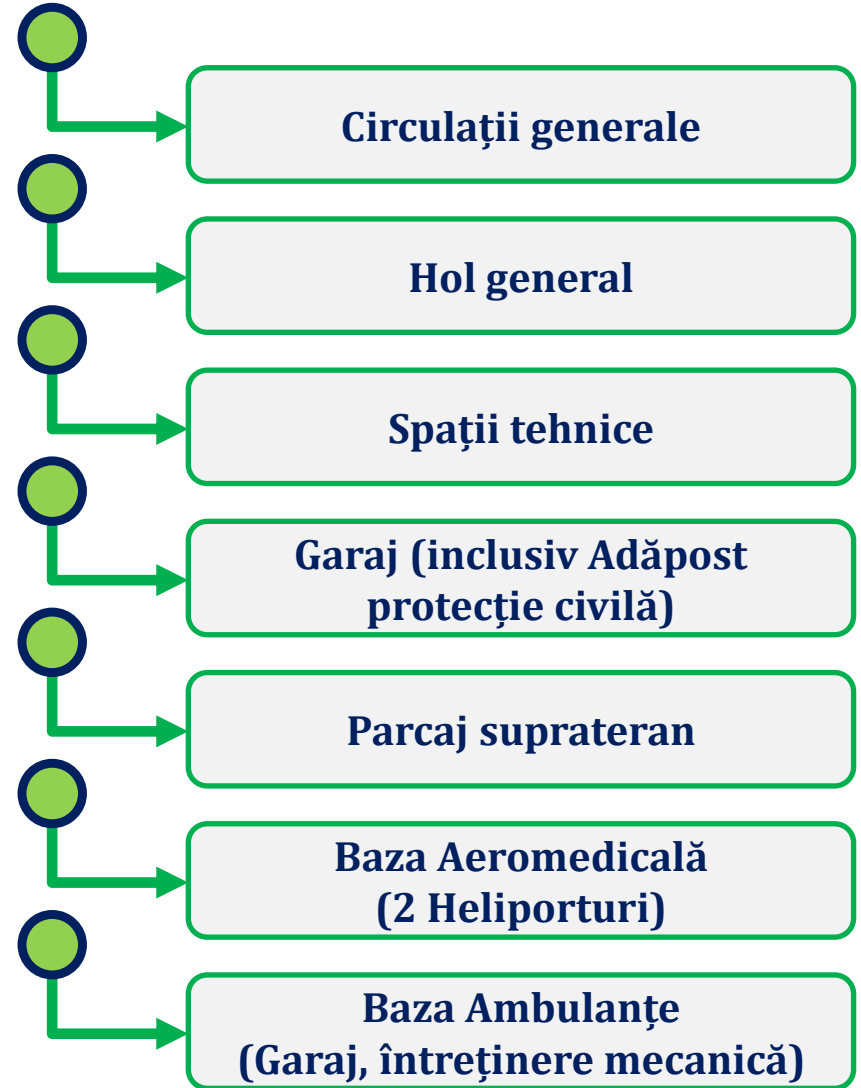 Circulații generale
Hol general
Spații tehnice
Garaj (inclusiv Adăpost
protecție civilă)
Parcaj suprateran
Baza Aeromedicală
(2 Heliporturi)
Baza Ambulanțe
(Garaj, întreținere mecanică)